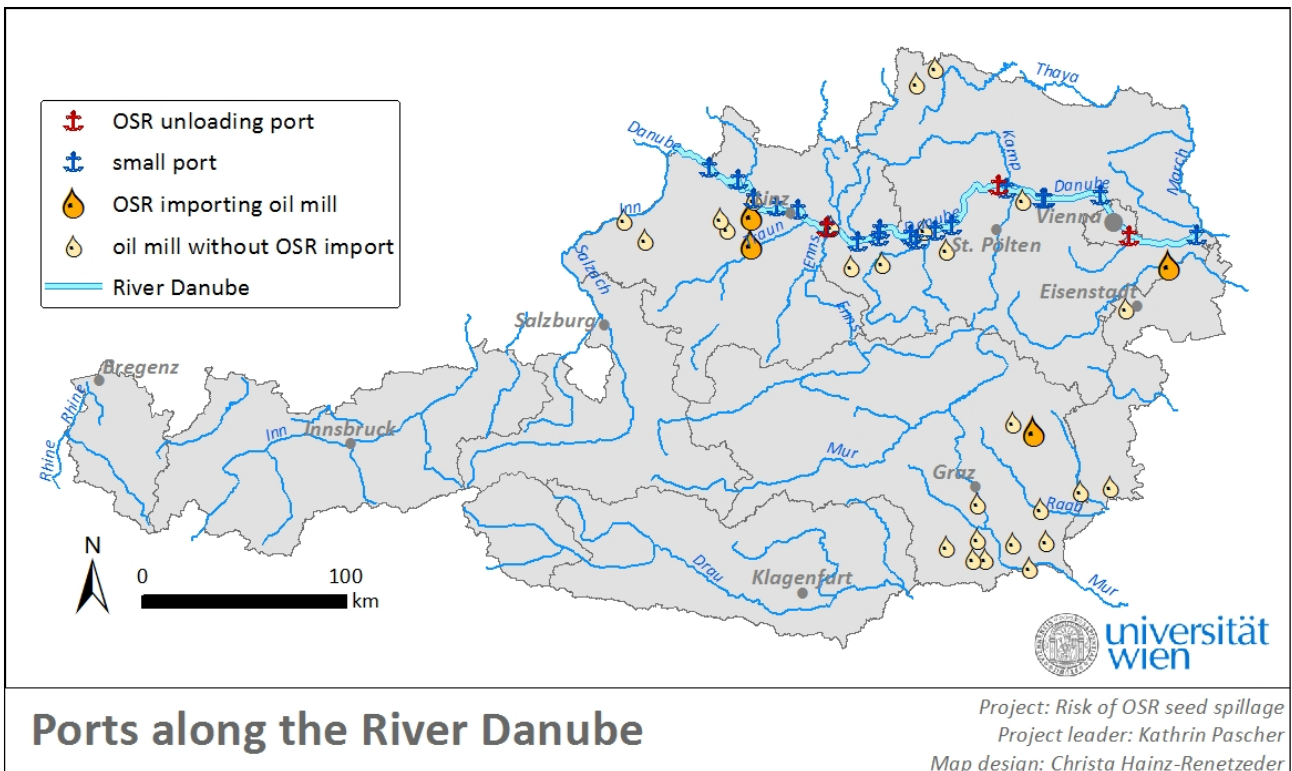 OSR unloading port
small port
OSR importing oil mill
oil mill without OSR import
River Danube
Thaya
Danube
Kamp
March
Linz
Danube
Inn
Traun
Enns
Danube
Vienna
St. Pölten
Salzach
Eisenstadt
Enns
Salzburg
Bregenz
Rhine
Inn
Innsbruck
Rhine
Mur
Graz
Raab
N
0 100
km
Drau
Klagenfurt
Mur
universität
wien
Ports along the River Danube
Project: Risk of OSR seed spillage
Project leader: Kathrin Pascher
Map design: Christa Hainz-Renetzeder